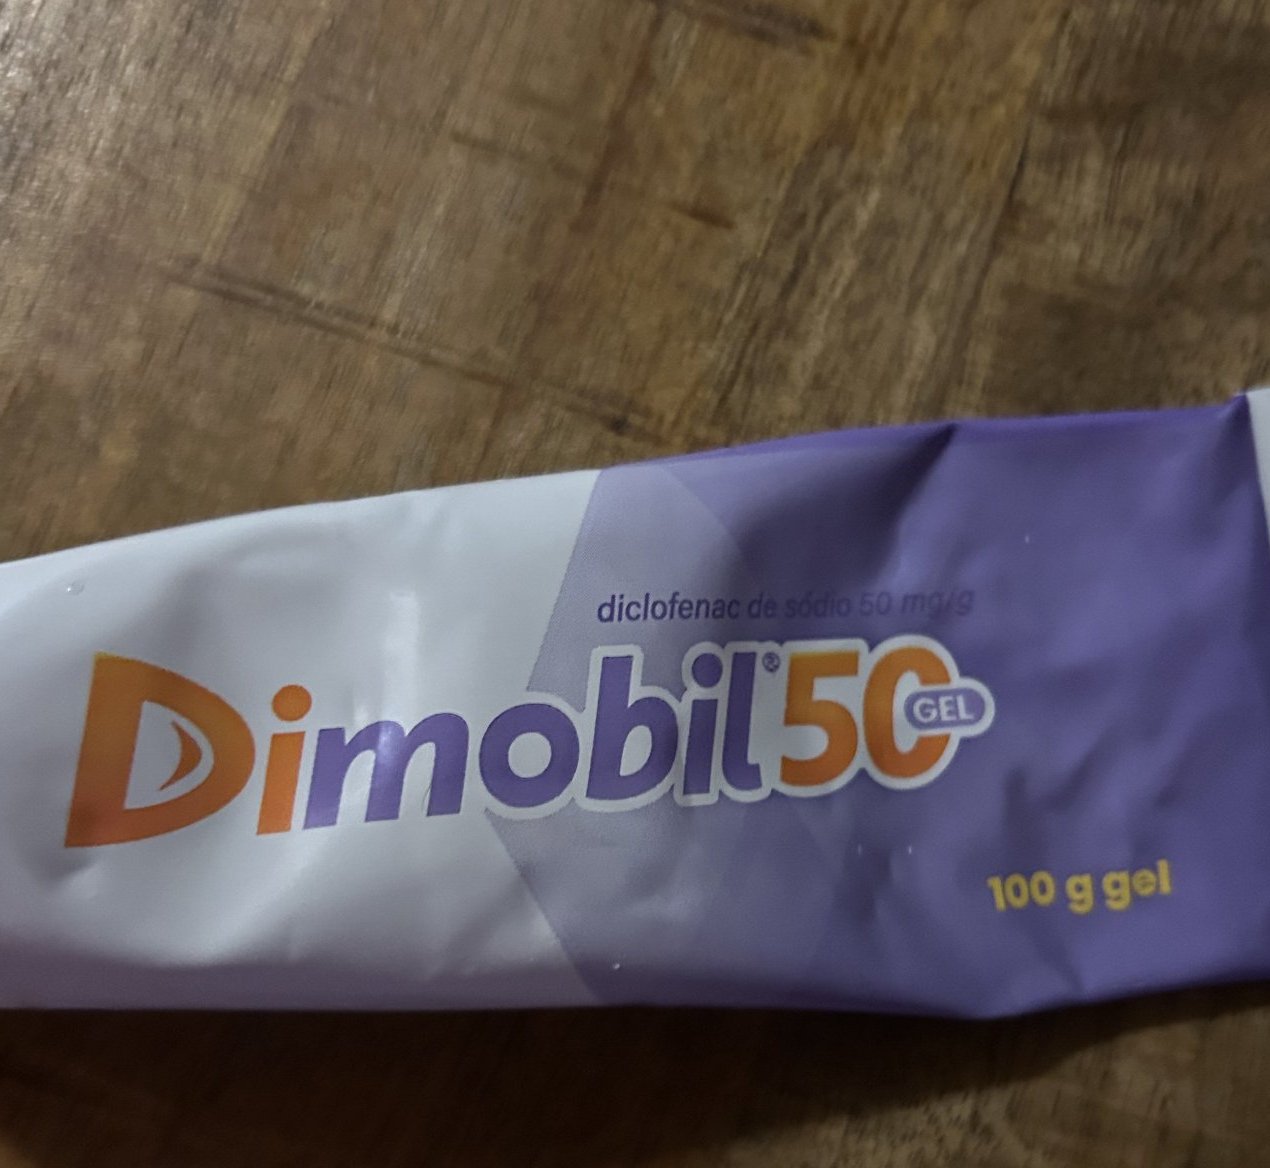 diclofenac de sódio 50 mg/g
Dimobil® 50 GEL
100 g gel